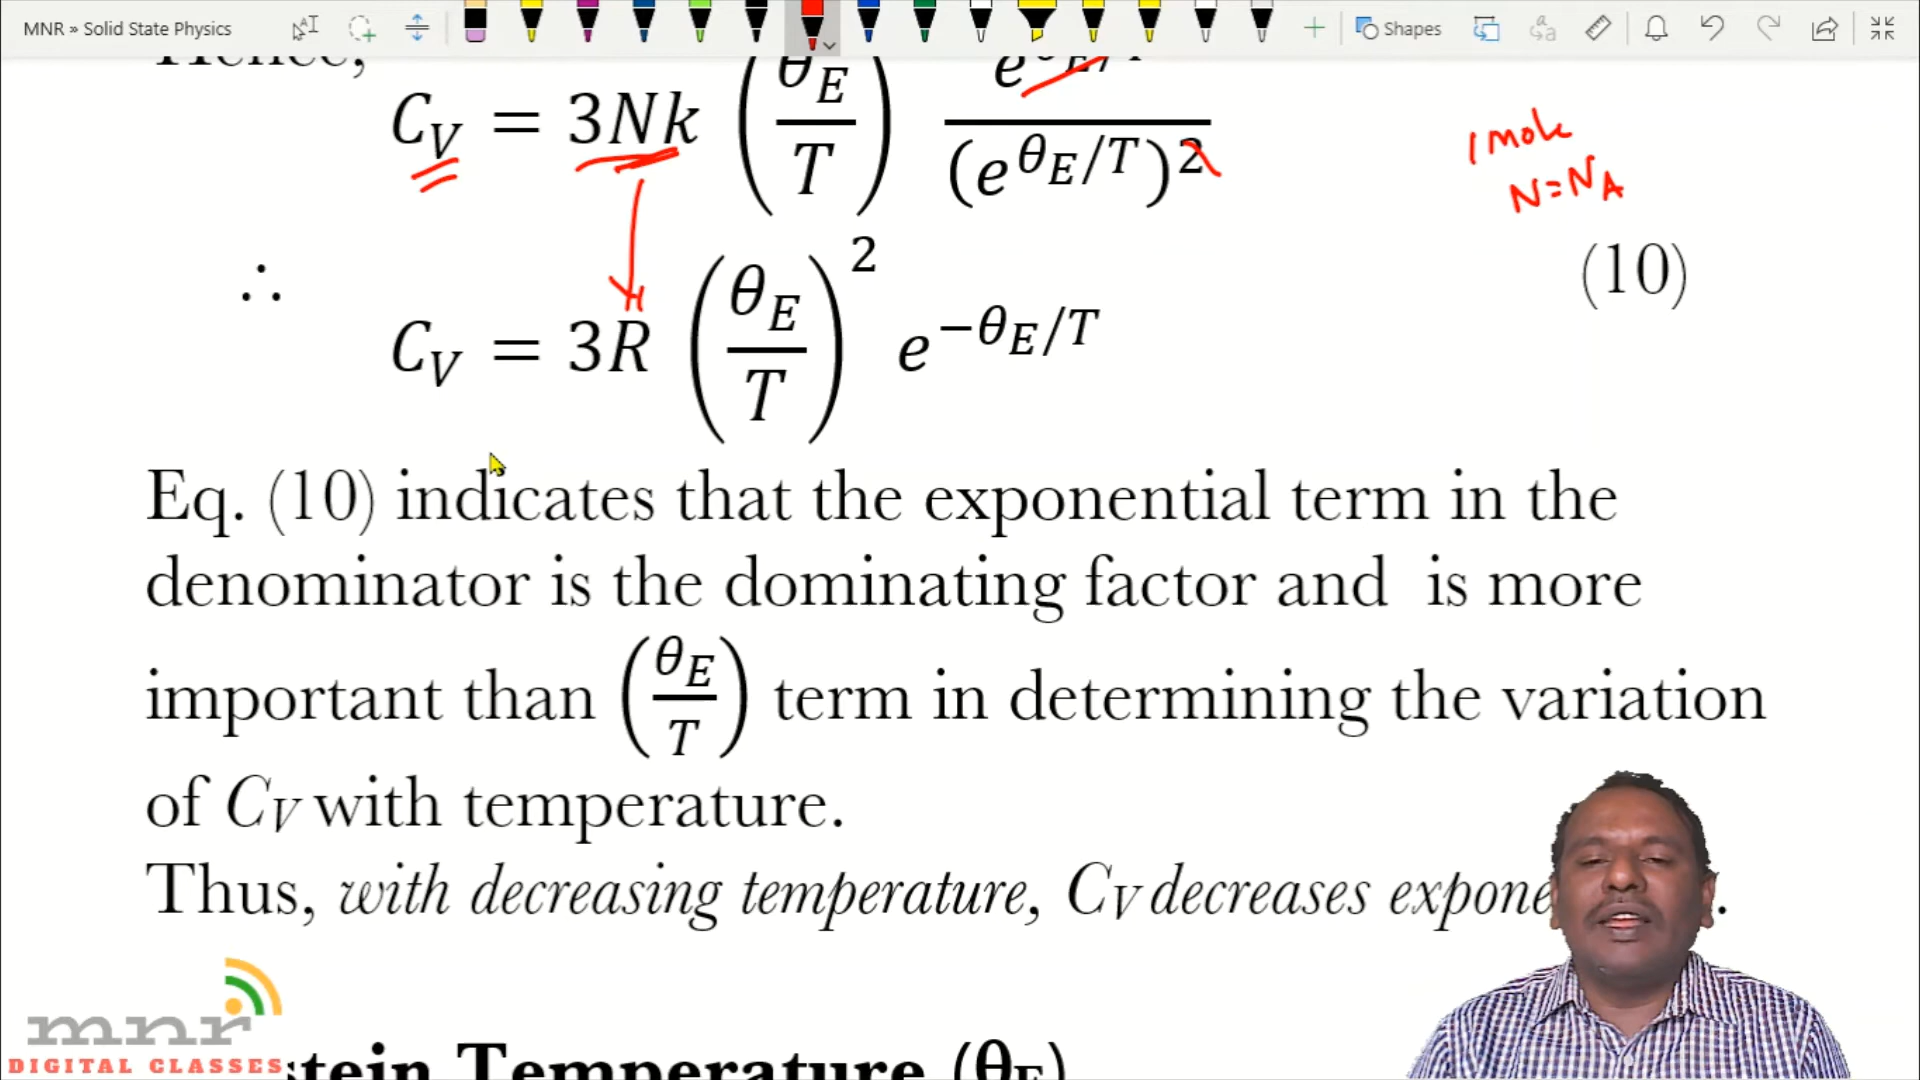 MNR » Solid State Physics
Shapes
Hence,
C_V = 3Nk (θ_E/T) e^{θ_E/T}/(e^{θ_E/T})^2
1 mole
N=N_A
(10)
∴
C_V = 3R (θ_E/T)^2 e^{−θ_E/T}
Eq. (10) indicates that the exponential term in the
denominator is the dominating factor and is more
important than (θ_E/T) term in determining the variation
of C_V with temperature.
Thus, with decreasing temperature, C_V decreases expone .
mnr
DIGITAL CLASSES
stein Temperature (θ_E)